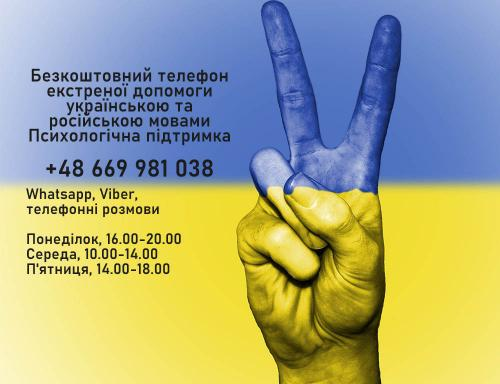 Безкоштовний телефон
екстреної допомоги
українською та
російською мовами
Психологічна підтримка
+48 669 981 038
Whatsapp, Viber,
телефонні розмови
Понеділок, 16.00-20.00
Середа, 10.00-14.00
П'ятниця, 14.00-18.00